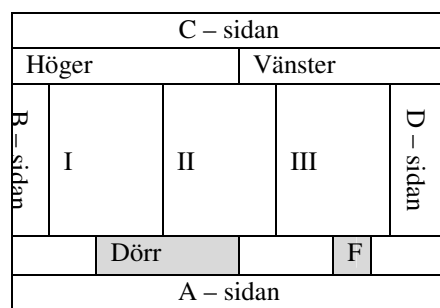 C – sidan
Höger Vänster
B – sidan I II III D – sidan
Dörr F
A – sidan